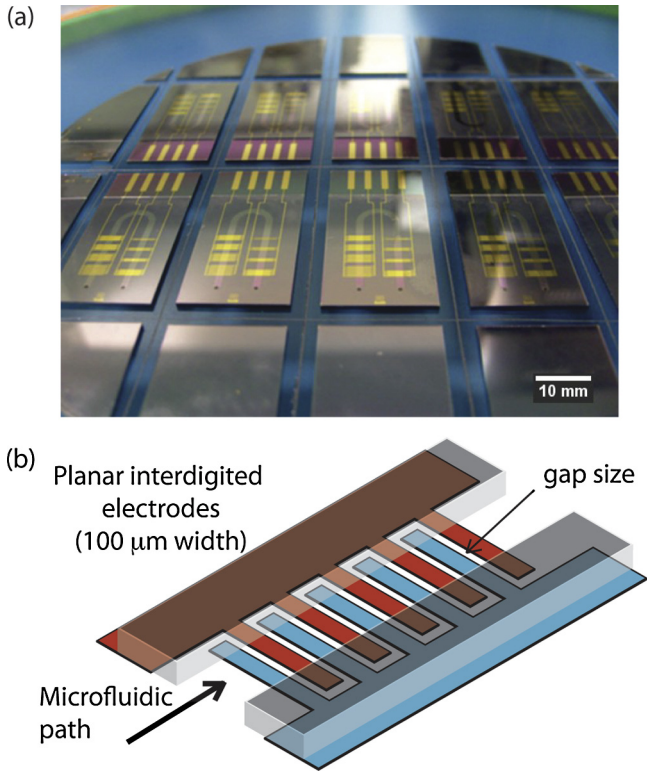 (a)
10 mm
(b)
Planar interdigited
electrodes
(100 μm width)
gap size
Microfluidic
path